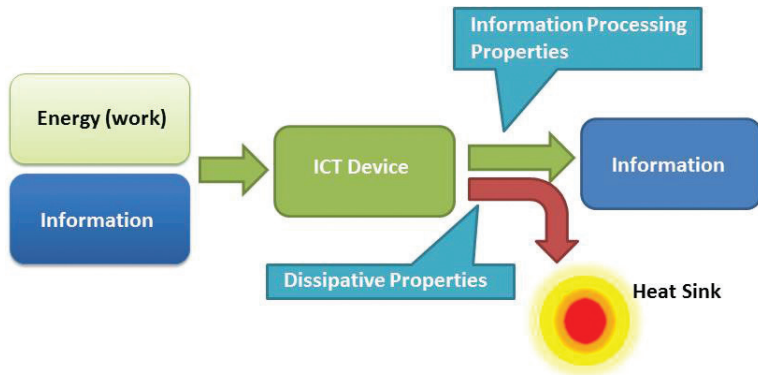 Information Processing
Properties
Energy (work)
ICT Device
Information
Information
Dissipative Properties
Heat Sink